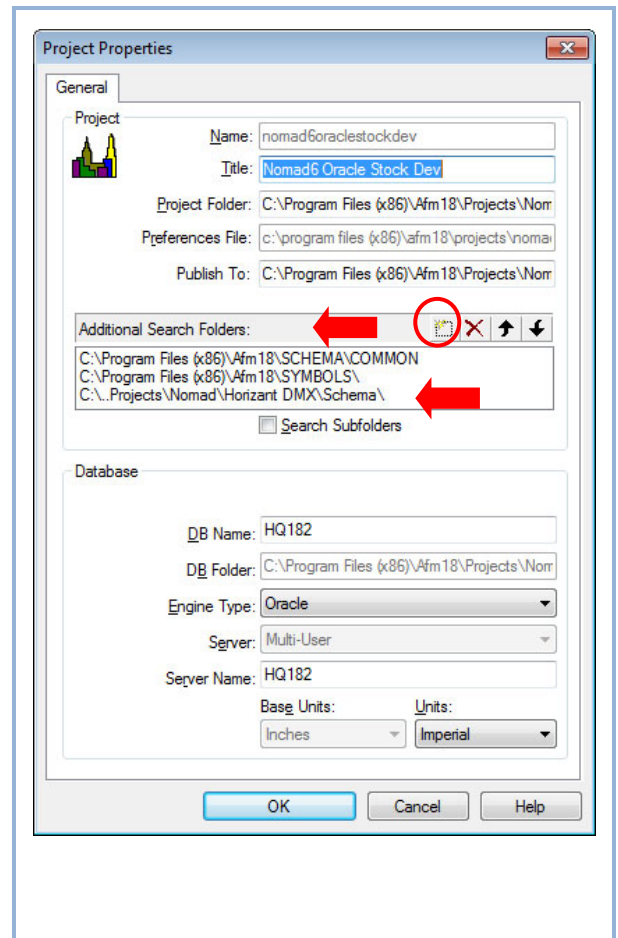 Project Properties
General
Project
Name: nomad6oraclestockdev
Title: Nomad6 Oracle Stock Dev
Project Folder: C:\Program Files (x86)\Afm18\Projects\Nom
Preferences File: c:\program files (x86)\afm18\projects\noma
Publish To: C:\Program Files (x86)\Afm18\Projects\Nom
Additional Search Folders:
C:\Program Files (x86)\Afm18\SCHEMA\COMMON
C:\Program Files (x86)\Afm18\SYMBOLS\
C:\..Projects\Nomad\Horizant DMX\Schema\
Search Subfolders
Database
DB Name: HQ182
DB Folder: C:\Program Files (x86)\Afm18\Projects\Nom
Engine Type: Oracle
Server: Multi-User
Server Name: HQ182
Base Units: Units:
Inches Imperial
OK Cancel Help